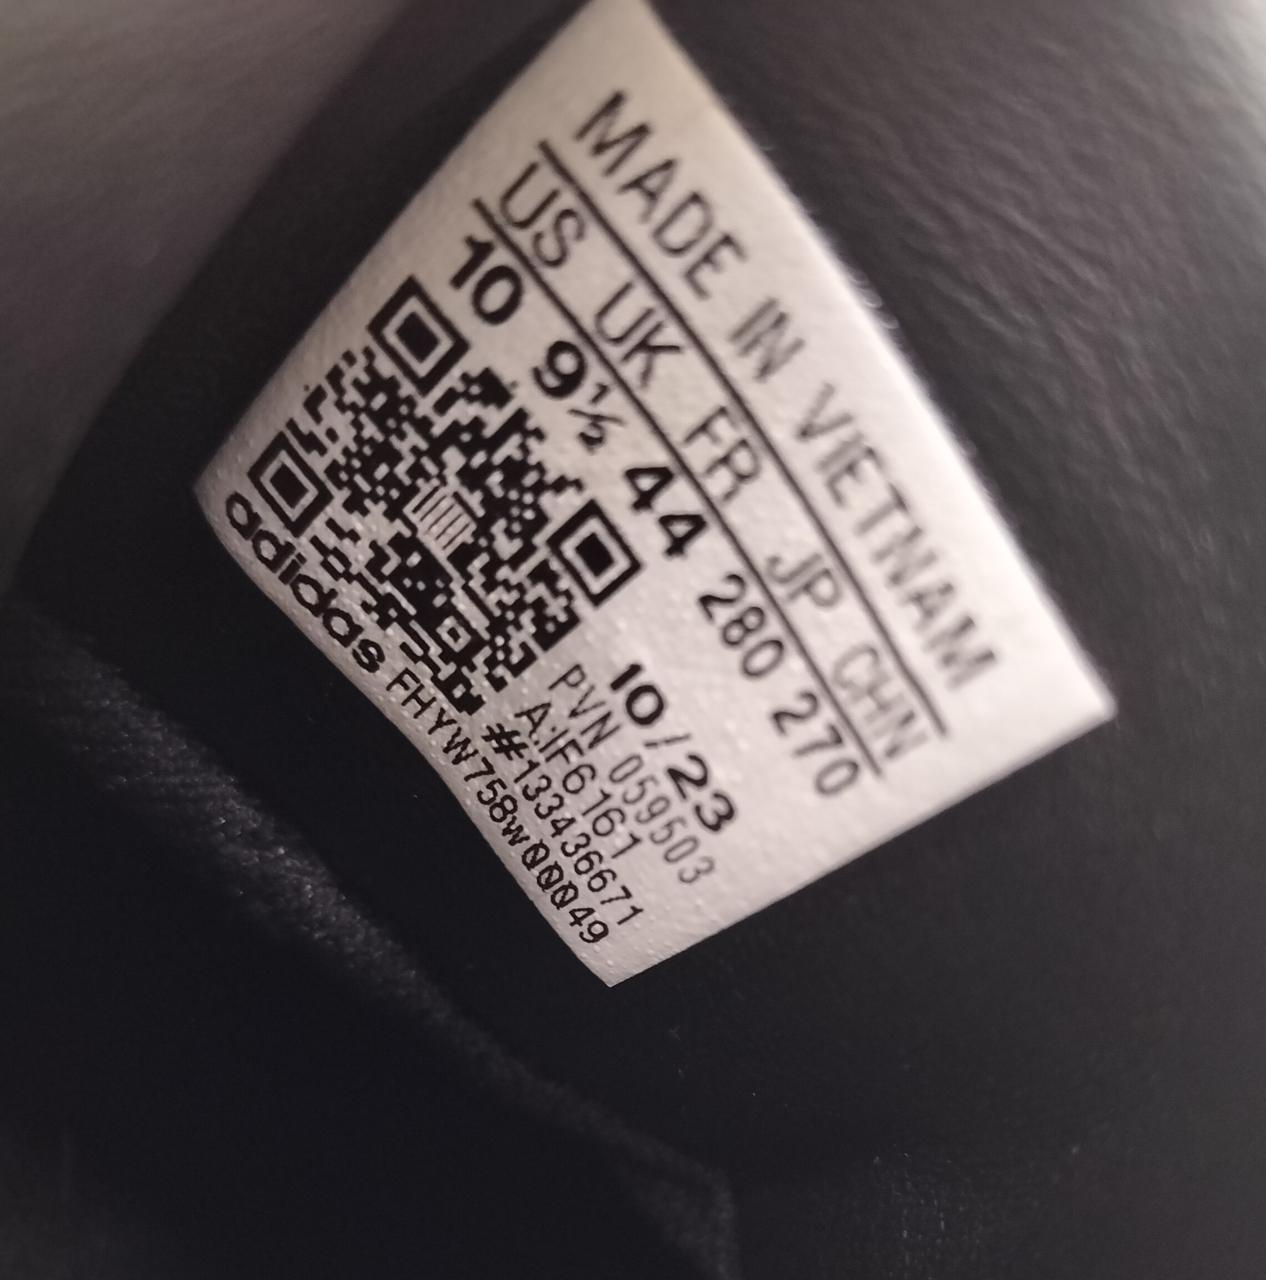 MADE IN VIETNAM
US UK FR JP CHN
10 9½ 44 280 270
10/23
PVN 059503
A:IF6161
#133436671
adidas FHYW758w00049